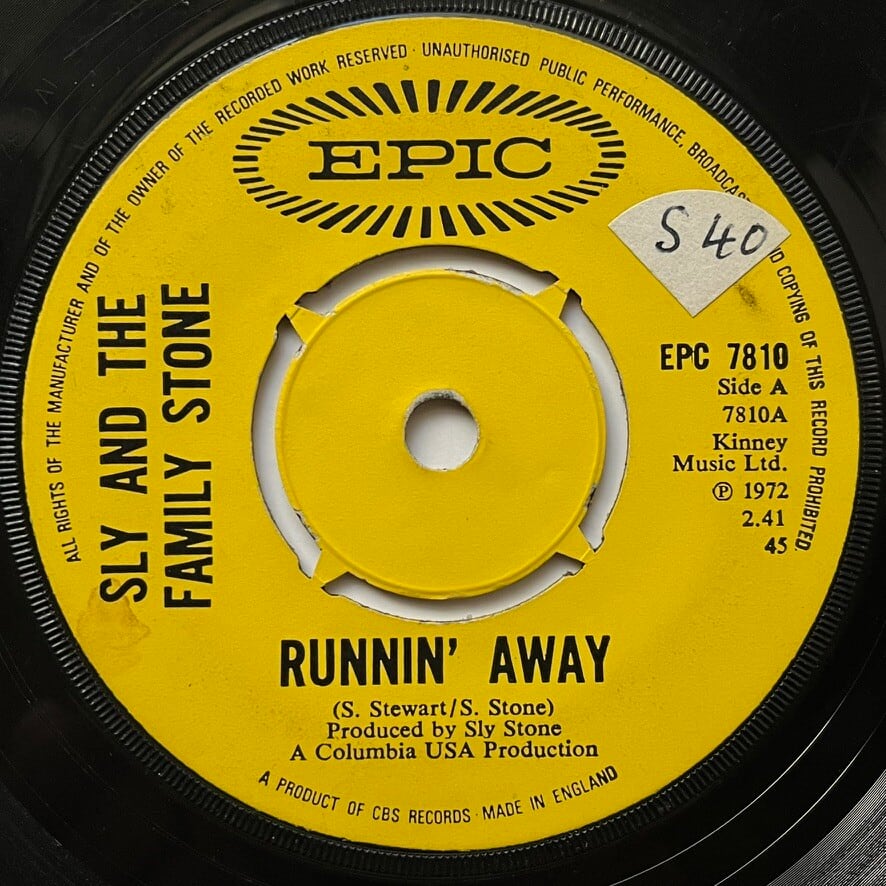 ALL RIGHTS OF THE MANUFACTURER AND OF THE OWNER OF THE RECORDED WORK RESERVED · UNAUTHORISED PUBLIC PERFORMANCE, BROADCAS COPYING OF THIS RECORD PROHIBITED
EPIC
S 40
SLY AND THE
FAMILY STONE
EPC 7810
Side A
7810A
Kinney
Music Ltd.
℗ 1972
2.41
45
RUNNIN' AWAY
(S. Stewart/S. Stone)
Produced by Sly Stone
A Columbia USA Production
A PRODUCT OF CBS RECORDS · MADE IN ENGLAND